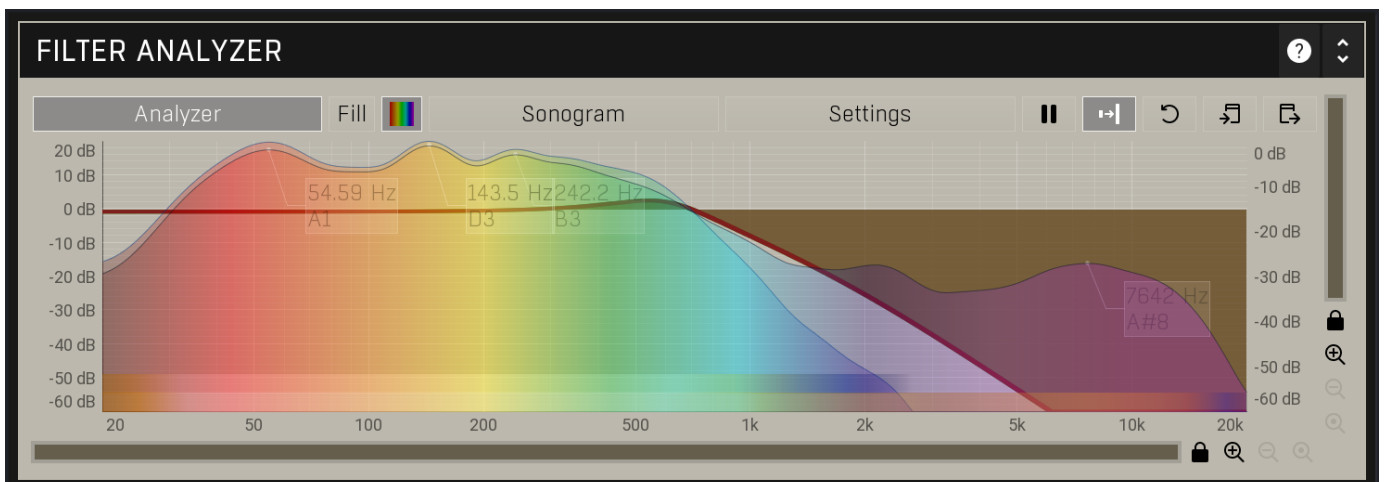 FILTER ANALYZER
?
Analyzer Fill Sonogram Settings
20 dB
10 dB
0 dB
-10 dB
-20 dB
-30 dB
-40 dB
-50 dB
-60 dB
54.59 Hz
A1
143.5 Hz
D3
242.2 Hz
B3
7642 Hz
A#8
0 dB
-10 dB
-20 dB
-30 dB
-40 dB
-50 dB
-60 dB
20 50 100 200 500 1k 2k 5k 10k 20k